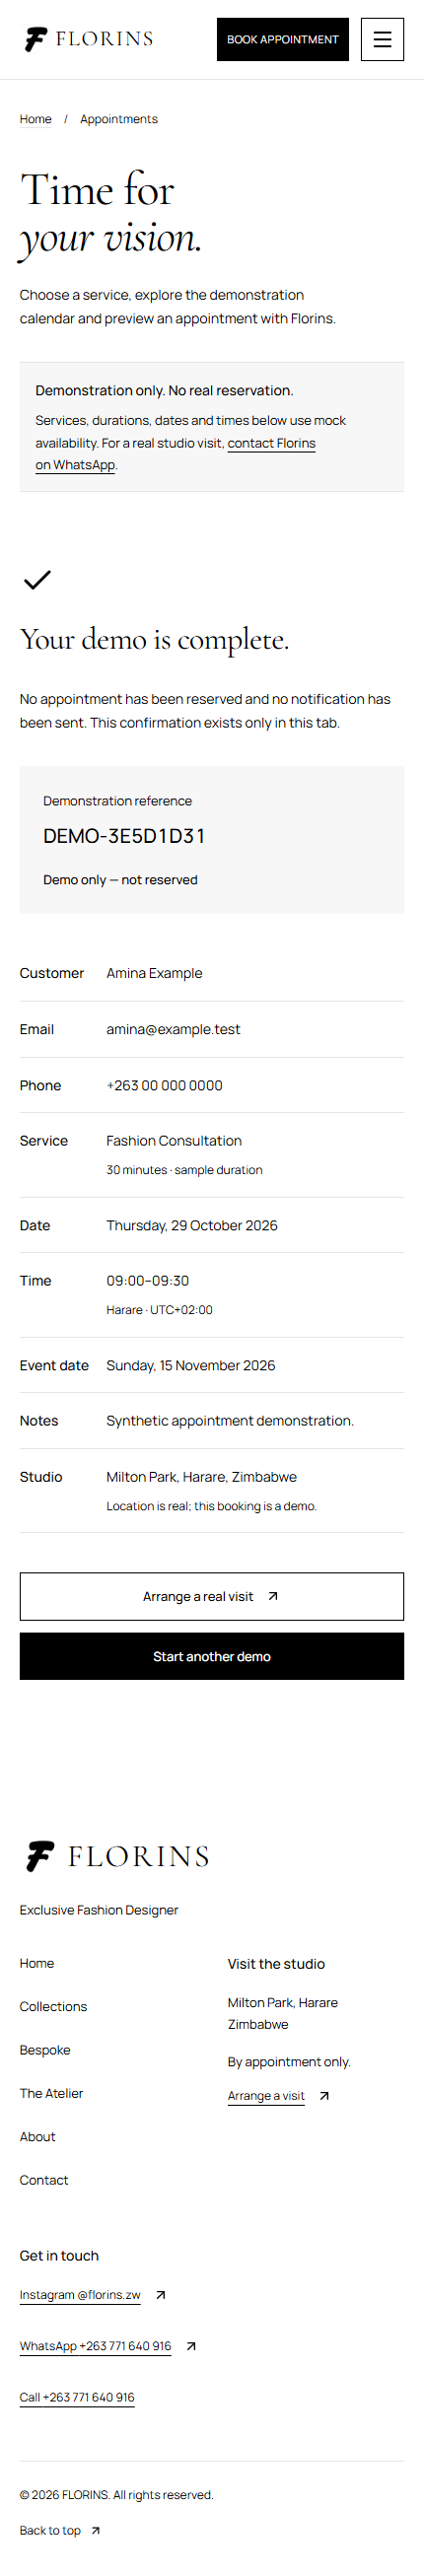 FLORINS
BOOK APPOINTMENT
Home / Appointments
Time for
your vision.
Choose a service, explore the demonstration
calendar and preview an appointment with Florins.
Demonstration only. No real reservation.
Services, durations, dates and times below use mock
availability. For a real studio visit, contact Florins
on WhatsApp.
Your demo is complete.
No appointment has been reserved and no notification has
been sent. This confirmation exists only in this tab.
Demonstration reference
DEMO-3E5D1D31
Demo only — not reserved
Customer Amina Example
Email amina@example.test
Phone +263 00 000 0000
Service Fashion Consultation
30 minutes · sample duration
Date Thursday, 29 October 2026
Time 09:00–09:30
Harare · UTC+02:00
Event date Sunday, 15 November 2026
Notes Synthetic appointment demonstration.
Studio Milton Park, Harare, Zimbabwe
Location is real; this booking is a demo.
Arrange a real visit
Start another demo
FLORINS
Exclusive Fashion Designer
Home
Collections
Bespoke
The Atelier
About
Contact
Visit the studio
Milton Park, Harare
Zimbabwe
By appointment only.
Arrange a visit
Get in touch
Instagram @florins.zw
WhatsApp +263 771 640 916
Call +263 771 640 916
© 2026 FLORINS. All rights reserved.
Back to top